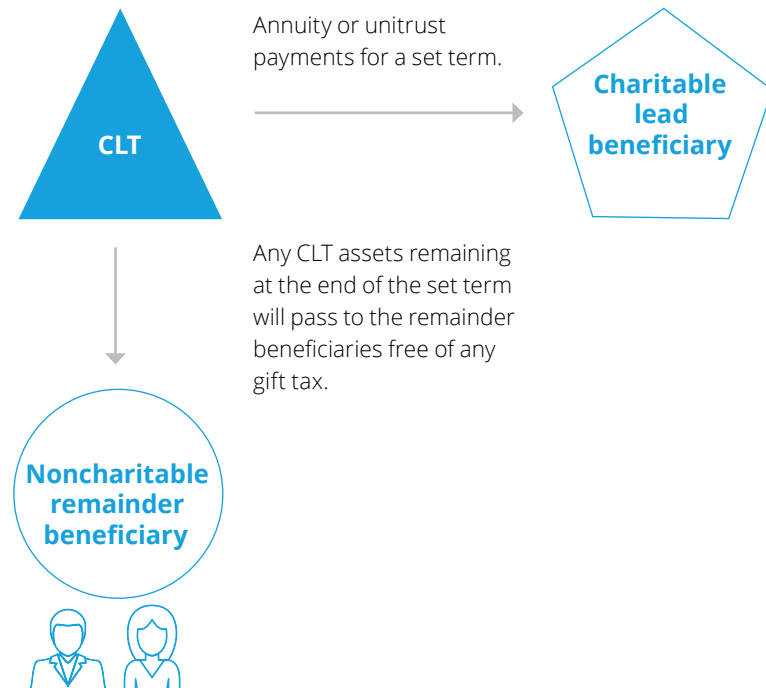 Annuity or unitrust
payments for a set term.
CLT
Charitable
lead
beneficiary
Any CLT assets remaining
at the end of the set term
will pass to the remainder
beneficiaries free of any
gift tax.
Noncharitable
remainder
beneficiary